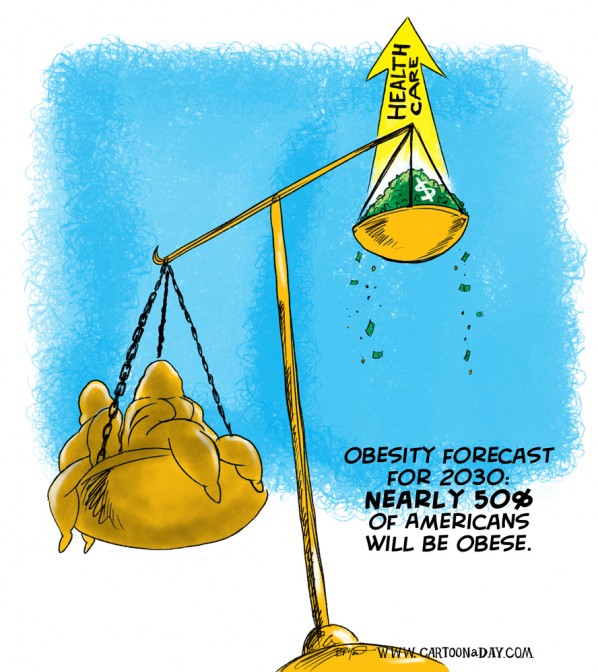 HEALTH
CARE
$
OBESITY FORECAST
FOR 2030:
NEARLY 50%
OF AMERICANS
WILL BE OBESE.
WWW.CARTOONADAY.COM